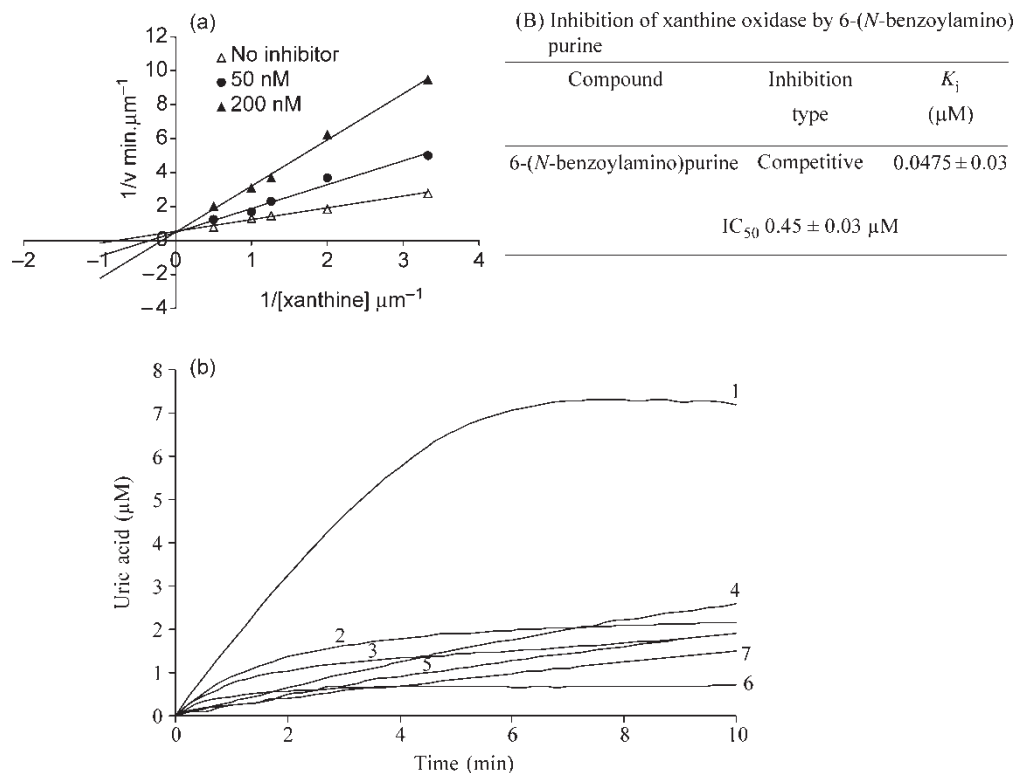 (a)
△ No inhibitor
● 50 nM
▲ 200 nM
12
10
8
6
4
2
0
−2
−4
1/v min.μm⁻¹
−2 −1 0 1 2 3 4
1/[xanthine] μm⁻¹
(B) Inhibition of xanthine oxidase by 6-(N-benzoylamino)
purine
Compound Inhibition Kᵢ
type (μM)
6-(N-benzoylamino)purine Competitive 0.0475 ± 0.03
IC₅₀ 0.45 ± 0.03 μM
(b)
8
7
6
5
4
3
2
1
0
Uric acid (μM)
1
2
3
4
5
7
6
0 2 4 6 8 10
Time (min)